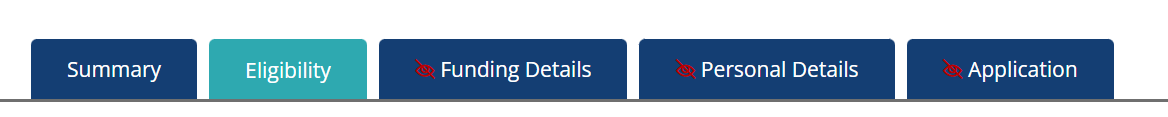 Summary Eligibility Funding Details Personal Details Application